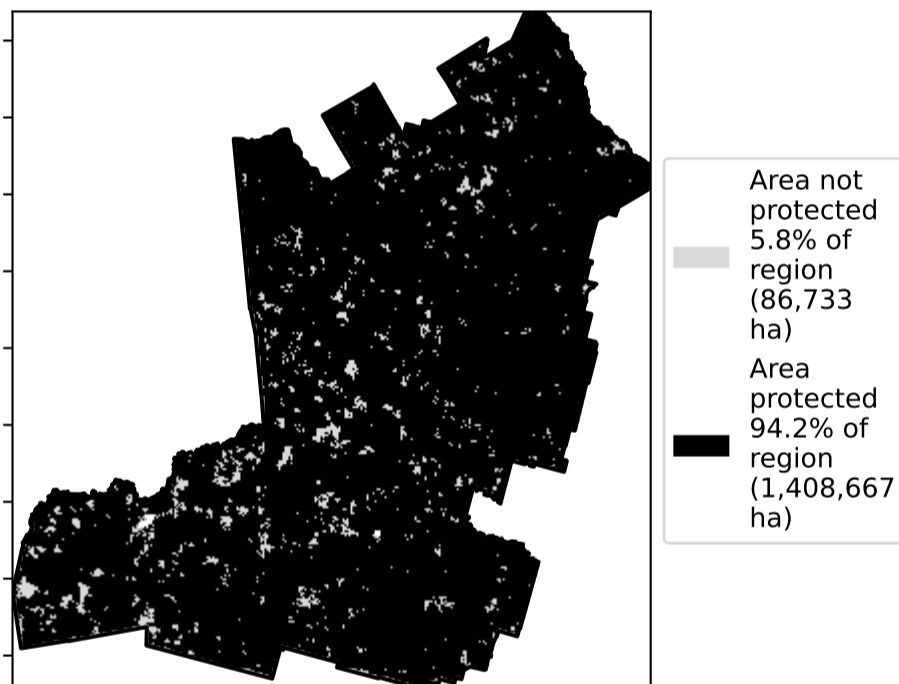 Area not
protected
5.8% of
region
(86,733
ha)
Area
protected
94.2% of
region
(1,408,667
ha)